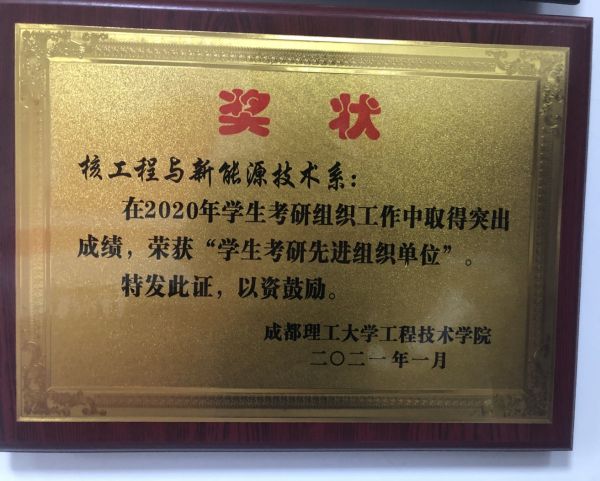 奖状
核工程与新能源技术系：
在2020年学生考研组织工作中取得突出
成绩，荣获“学生考研先进组织单位”。
特发此证，以资鼓励。
成都理工大学工程技术学院
二〇二一年一月